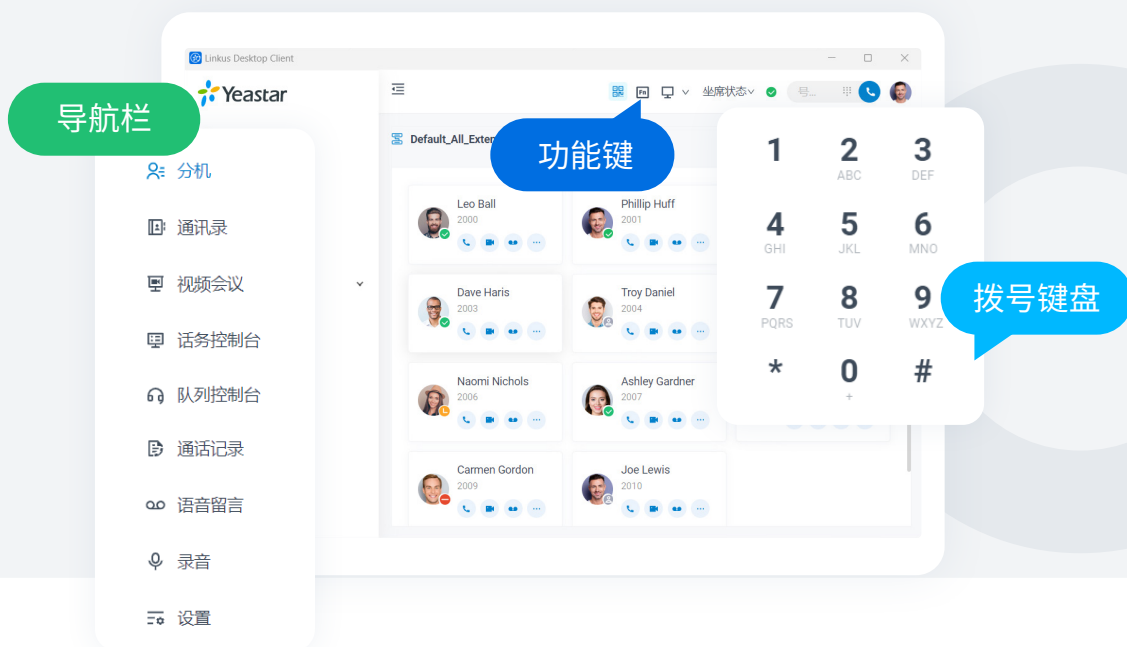 Linkus Desktop Client
导航栏
Yeastar
Fn
坐席状态
号...
分机
通讯录
视频会议
话务控制台
队列控制台
通话记录
语音留言
录音
设置
功能键
Leo Ball
2000
Phillip Huff
2001
Dave Haris
2003
Troy Daniel
2004
Naomi Nichols
2006
Ashley Gardner
2007
Carmen Gordon
2009
Joe Lewis
2010
1 2 3
ABC DEF
4 5 6
GHI JKL MNO
7 8 9
PQRS TUV WXYZ
* 0 #
+
拨号键盘